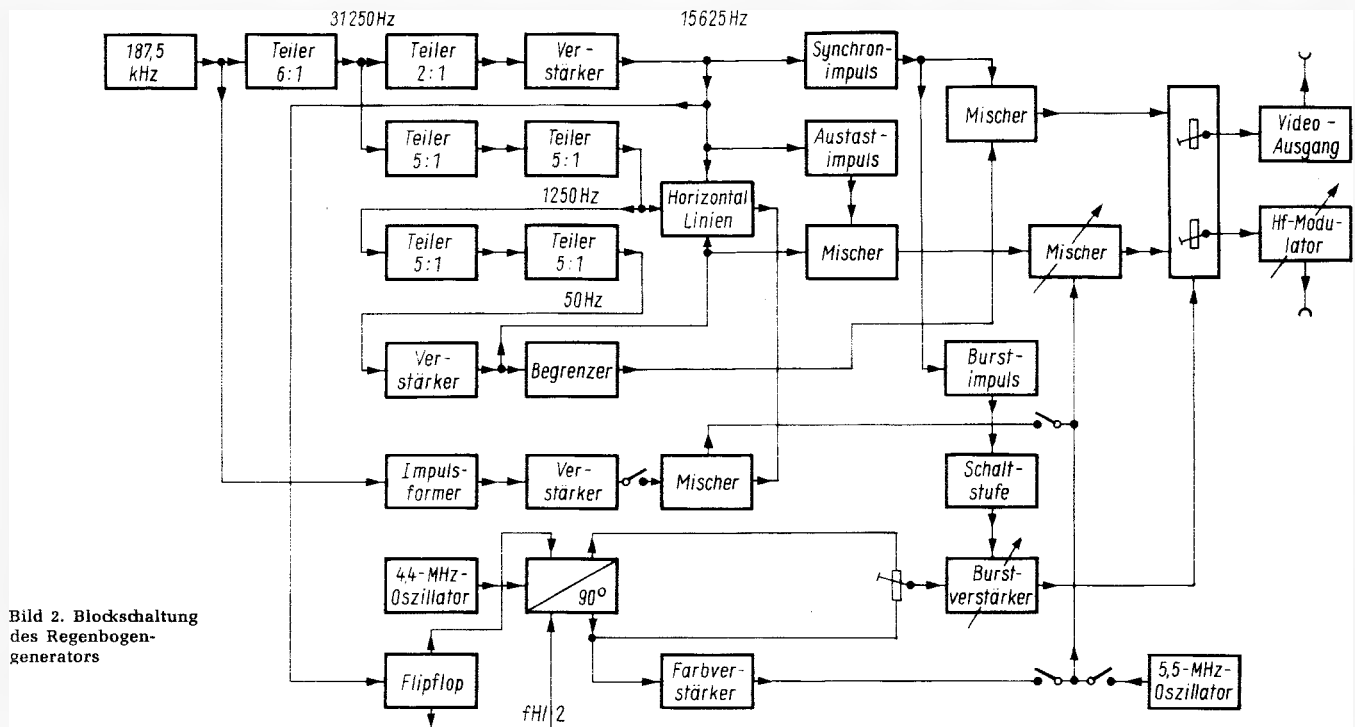 31250Hz
15625Hz
187,5
kHz
Teiler
6:1
Teiler
2:1
Ver-
stärker
Synchron-
impuls
Mischer
Video-
Ausgang
Teiler
5:1
Teiler
5:1
Austast-
impuls
1250Hz
Horizontal
Linien
Hf-Modu-
lator
Teiler
5:1
Teiler
5:1
Mischer
Mischer
50Hz
Ver-
stärker
Begrenzer
Burst-
impuls
Impuls-
former
Ver-
stärker
Mischer
Schalt-
stufe
4,4-MHz-
Oszillator
90°
Burst-
verstärker
Bild 2. Blockschaltung
des Regenbogen-
generators
Flipflop
fH/2
Farbver-
stärker
5,5-MHz-
Oszillator